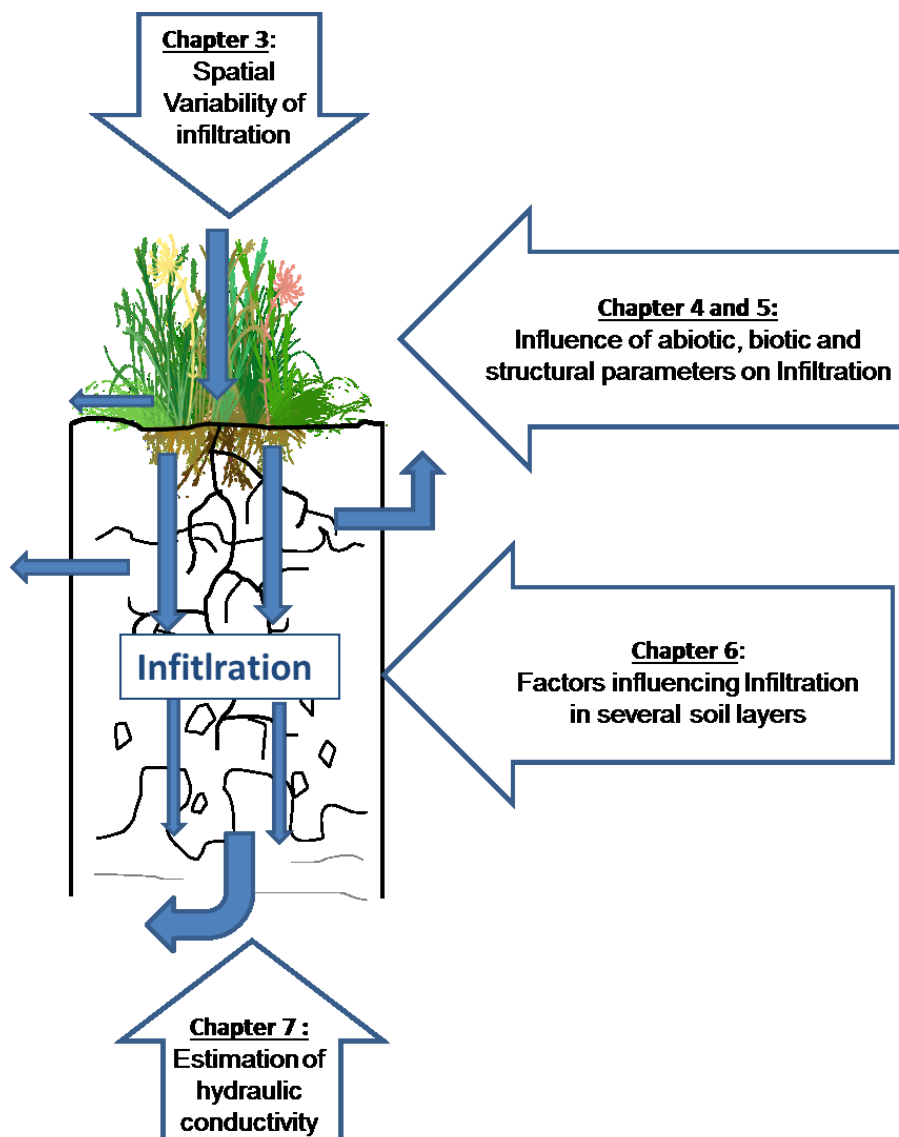 Chapter 3:
Spatial
Variability of
infiltration
Chapter 4 and 5:
Influence of abiotic, biotic and
structural parameters on Infiltration
Infitlration
Chapter 6:
Factors influencing Infiltration
in several soil layers
Chapter 7 :
Estimation of
hydraulic
conductivity